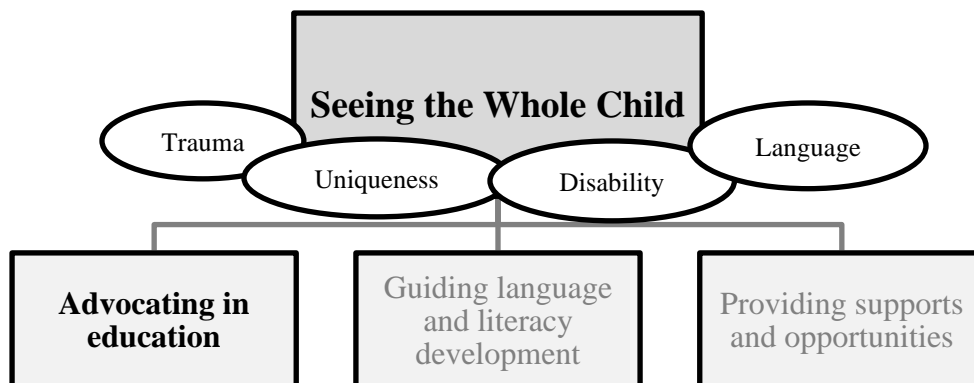 Seeing the Whole Child
Trauma
Language
Uniqueness
Disability
Advocating in
education
Guiding language
and literacy
development
Providing supports
and opportunities